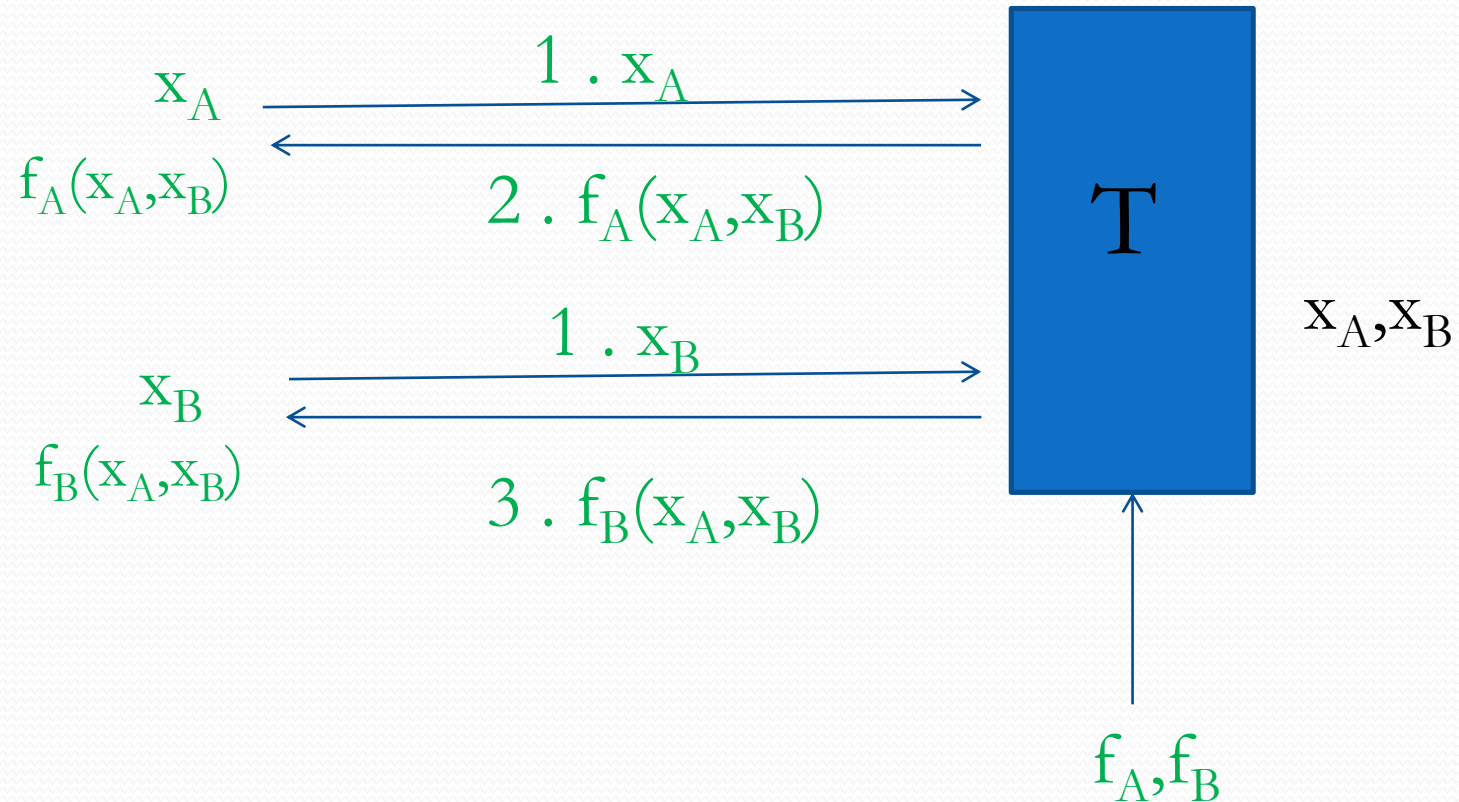 1 . x_A
x_A
f_A(x_A,x_B)
2 . f_A(x_A,x_B)
T
x_A,x_B
1 . x_B
x_B
f_B(x_A,x_B)
3 . f_B(x_A,x_B)
f_A,f_B